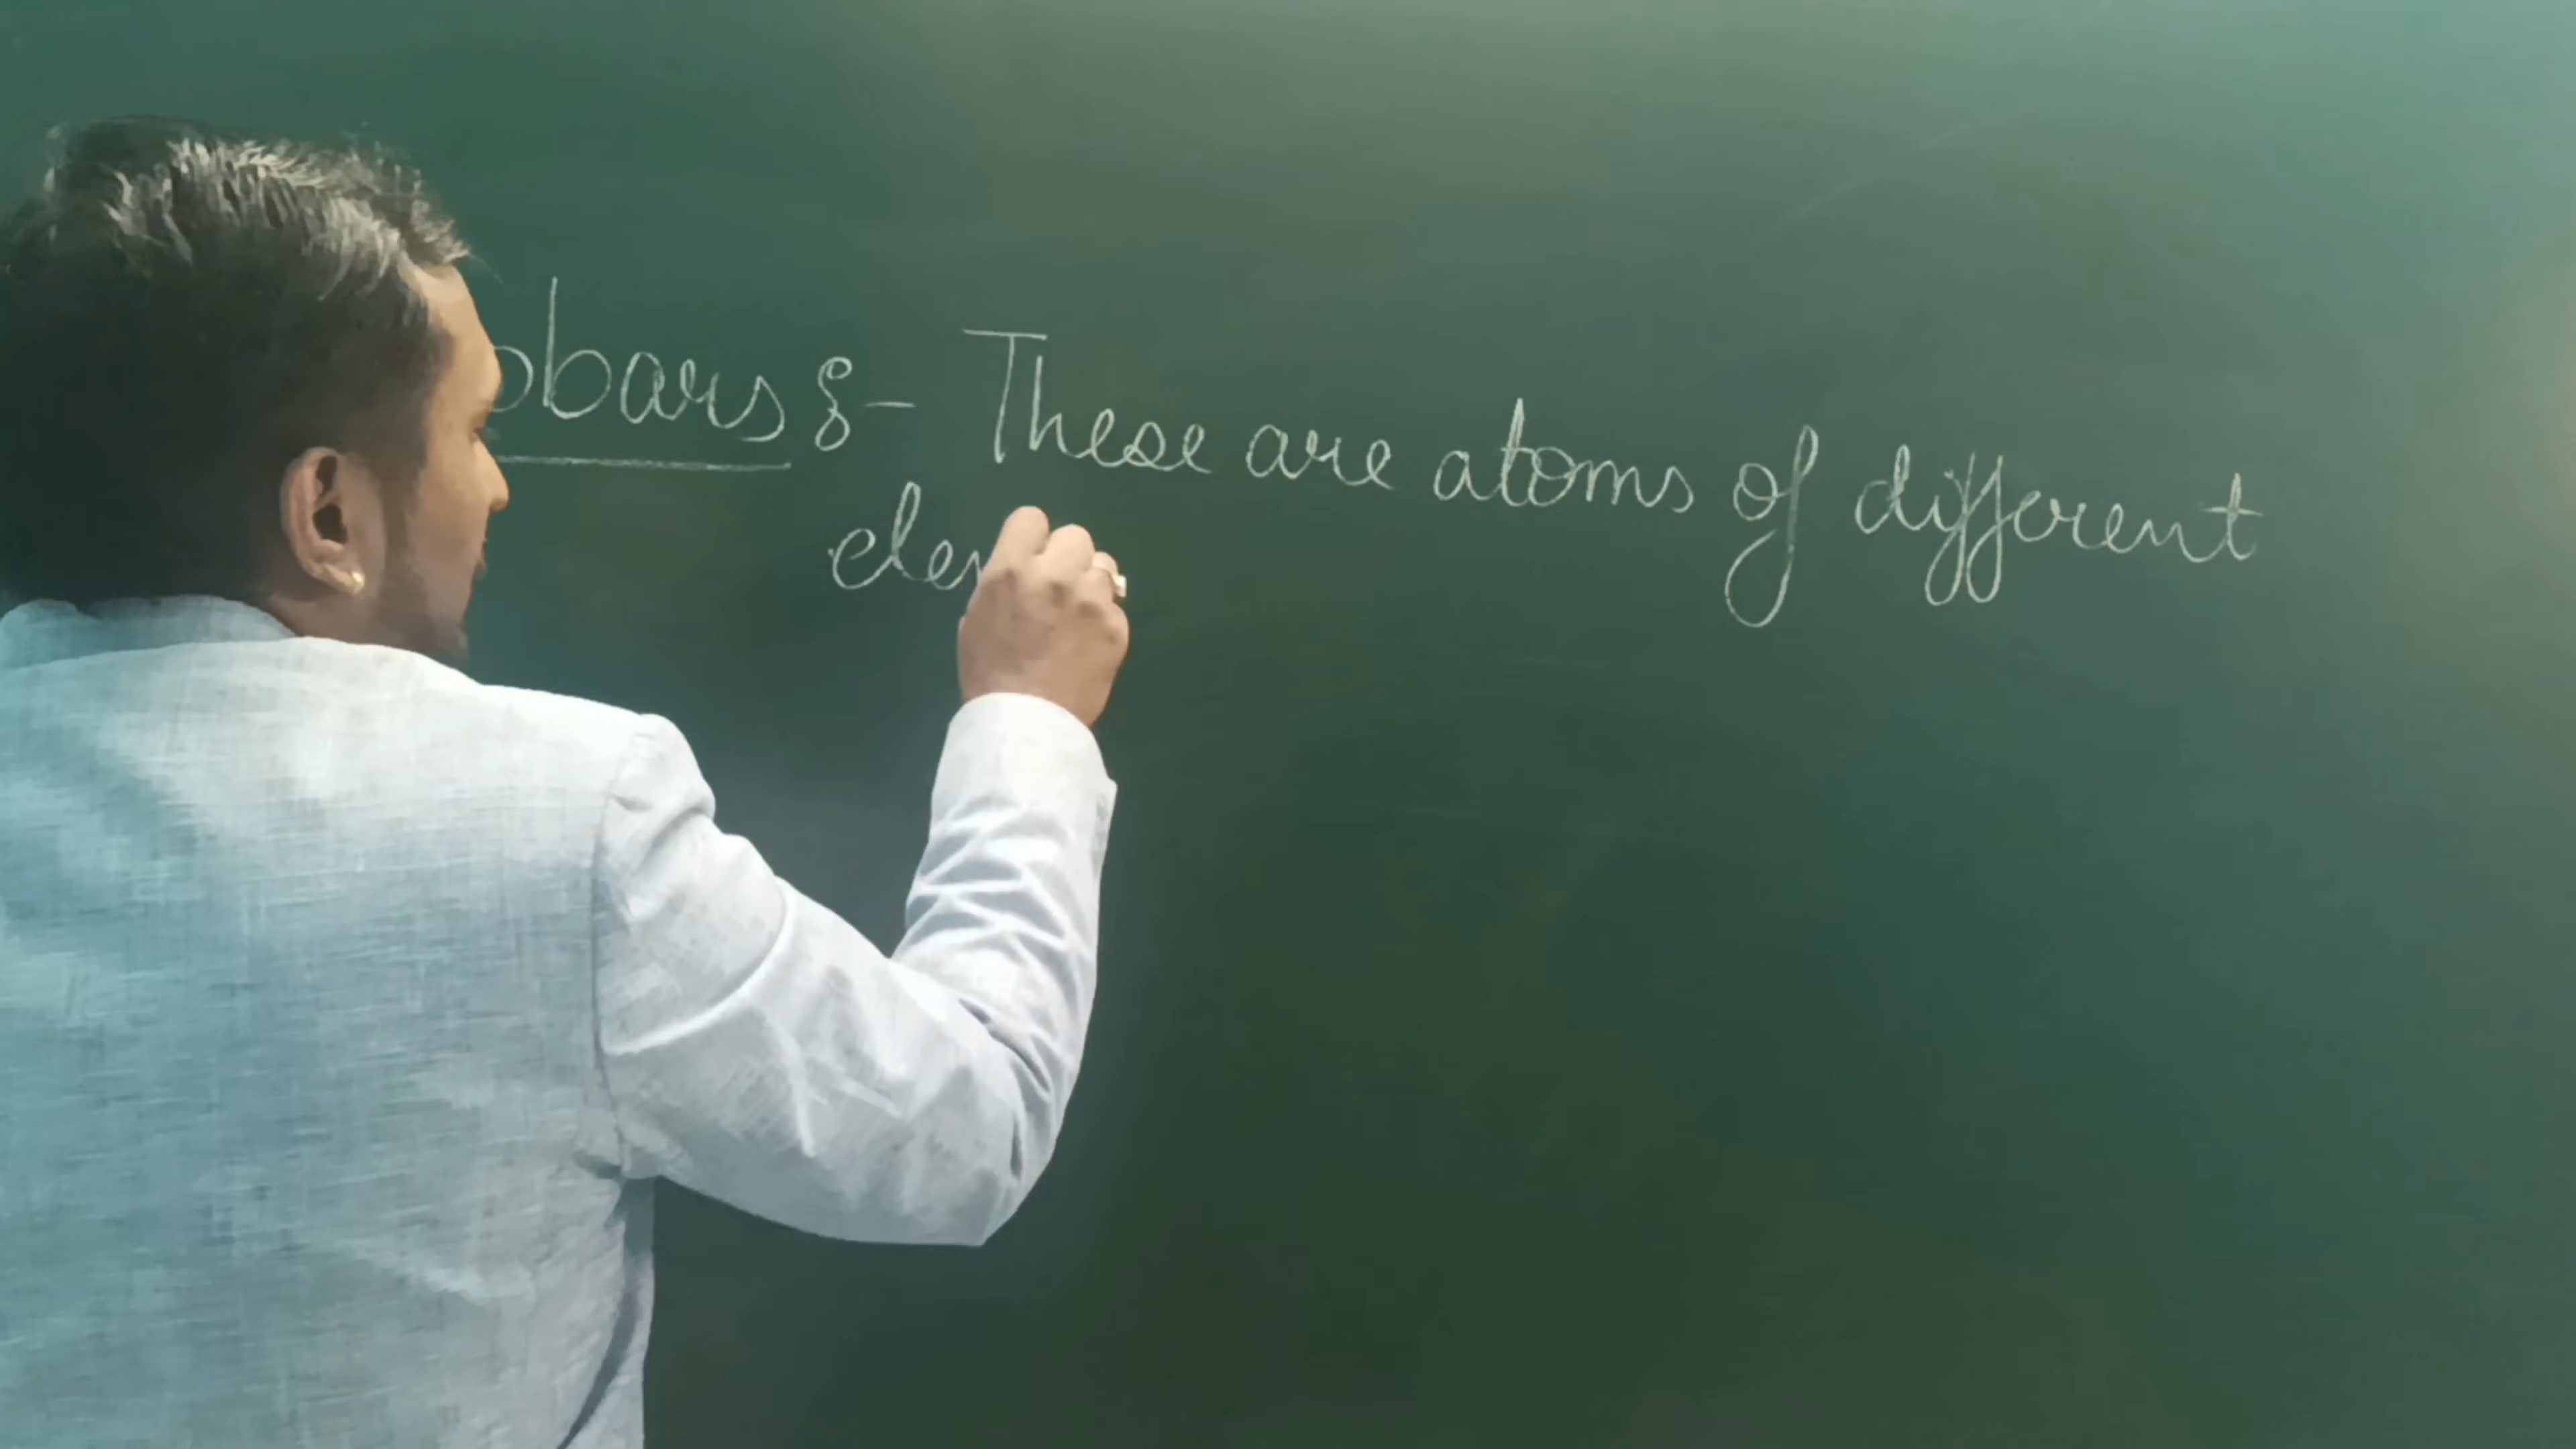 obars :- These are atoms of different
ele